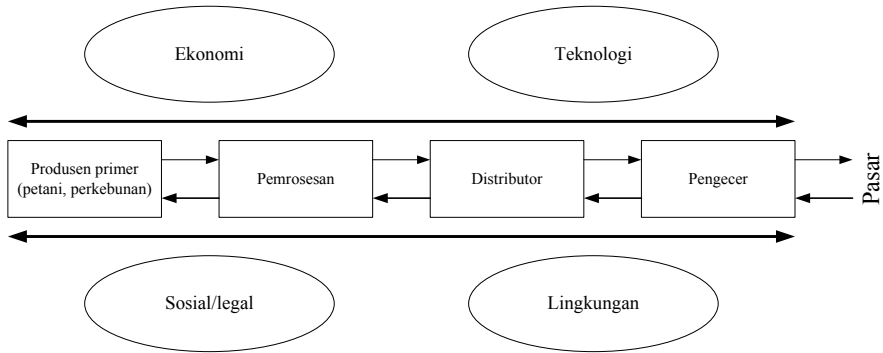 Ekonomi
Teknologi
Produsen primer
(petani, perkebunan)
Pemrosesan
Distributor
Pengecer
Pasar
Sosial/legal
Lingkungan